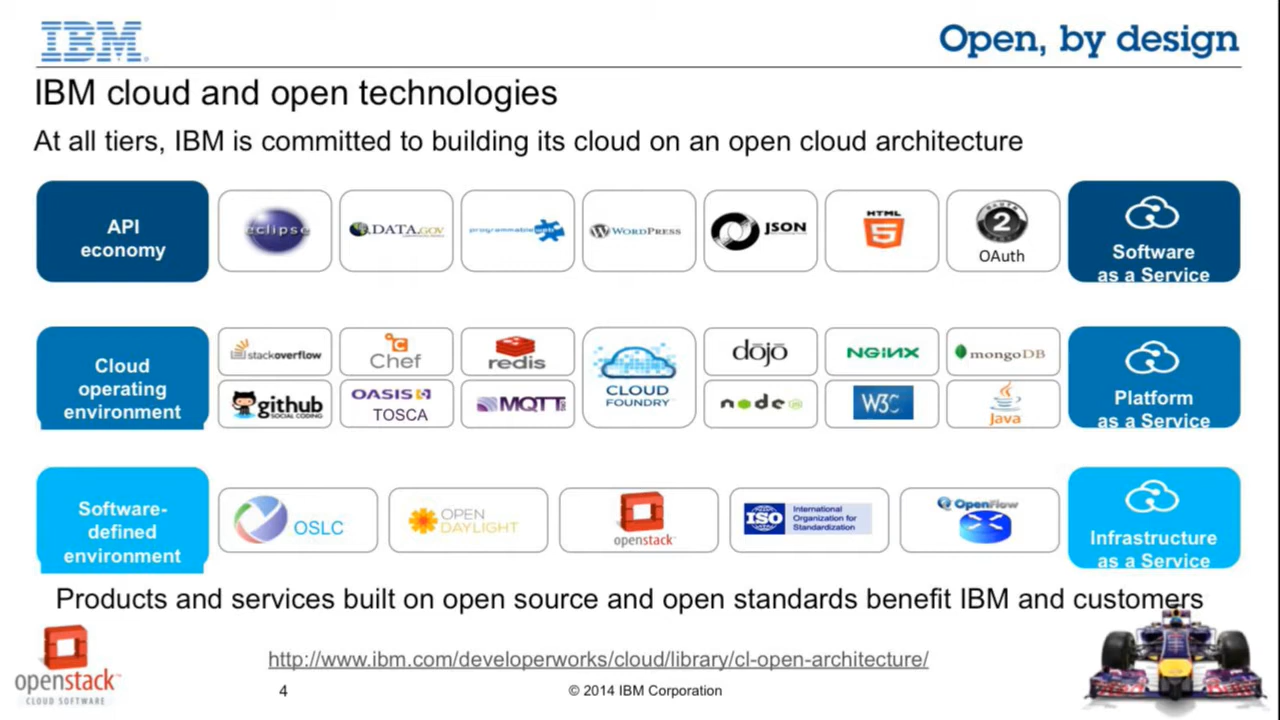 IBM
Open, by design
IBM cloud and open technologies
At all tiers, IBM is committed to building its cloud on an open cloud architecture
API
economy
eclipse
DATA.GOV
programmableweb
WORDPRESS
JSON
HTML
5
2
OAuth
Software
as a Service
Cloud
operating
environment
stackoverflow
Chef
redis
CLOUD
FOUNDRY
dōjō
NGINX
mongoDB
github
SOCIAL CODING
OASIS
TOSCA
MQTT
node
JS
W3C
Java
Platform
as a Service
Software-
defined
environment
OSLC
OPEN
DAYLIGHT
openstack
ISO
International
Organization for
Standardization
OpenFlow
Infrastructure
as a Service
Products and services built on open source and open standards benefit IBM and customers
openstack
CLOUD SOFTWARE
http://www.ibm.com/developerworks/cloud/library/cl-open-architecture/
4
© 2014 IBM Corporation